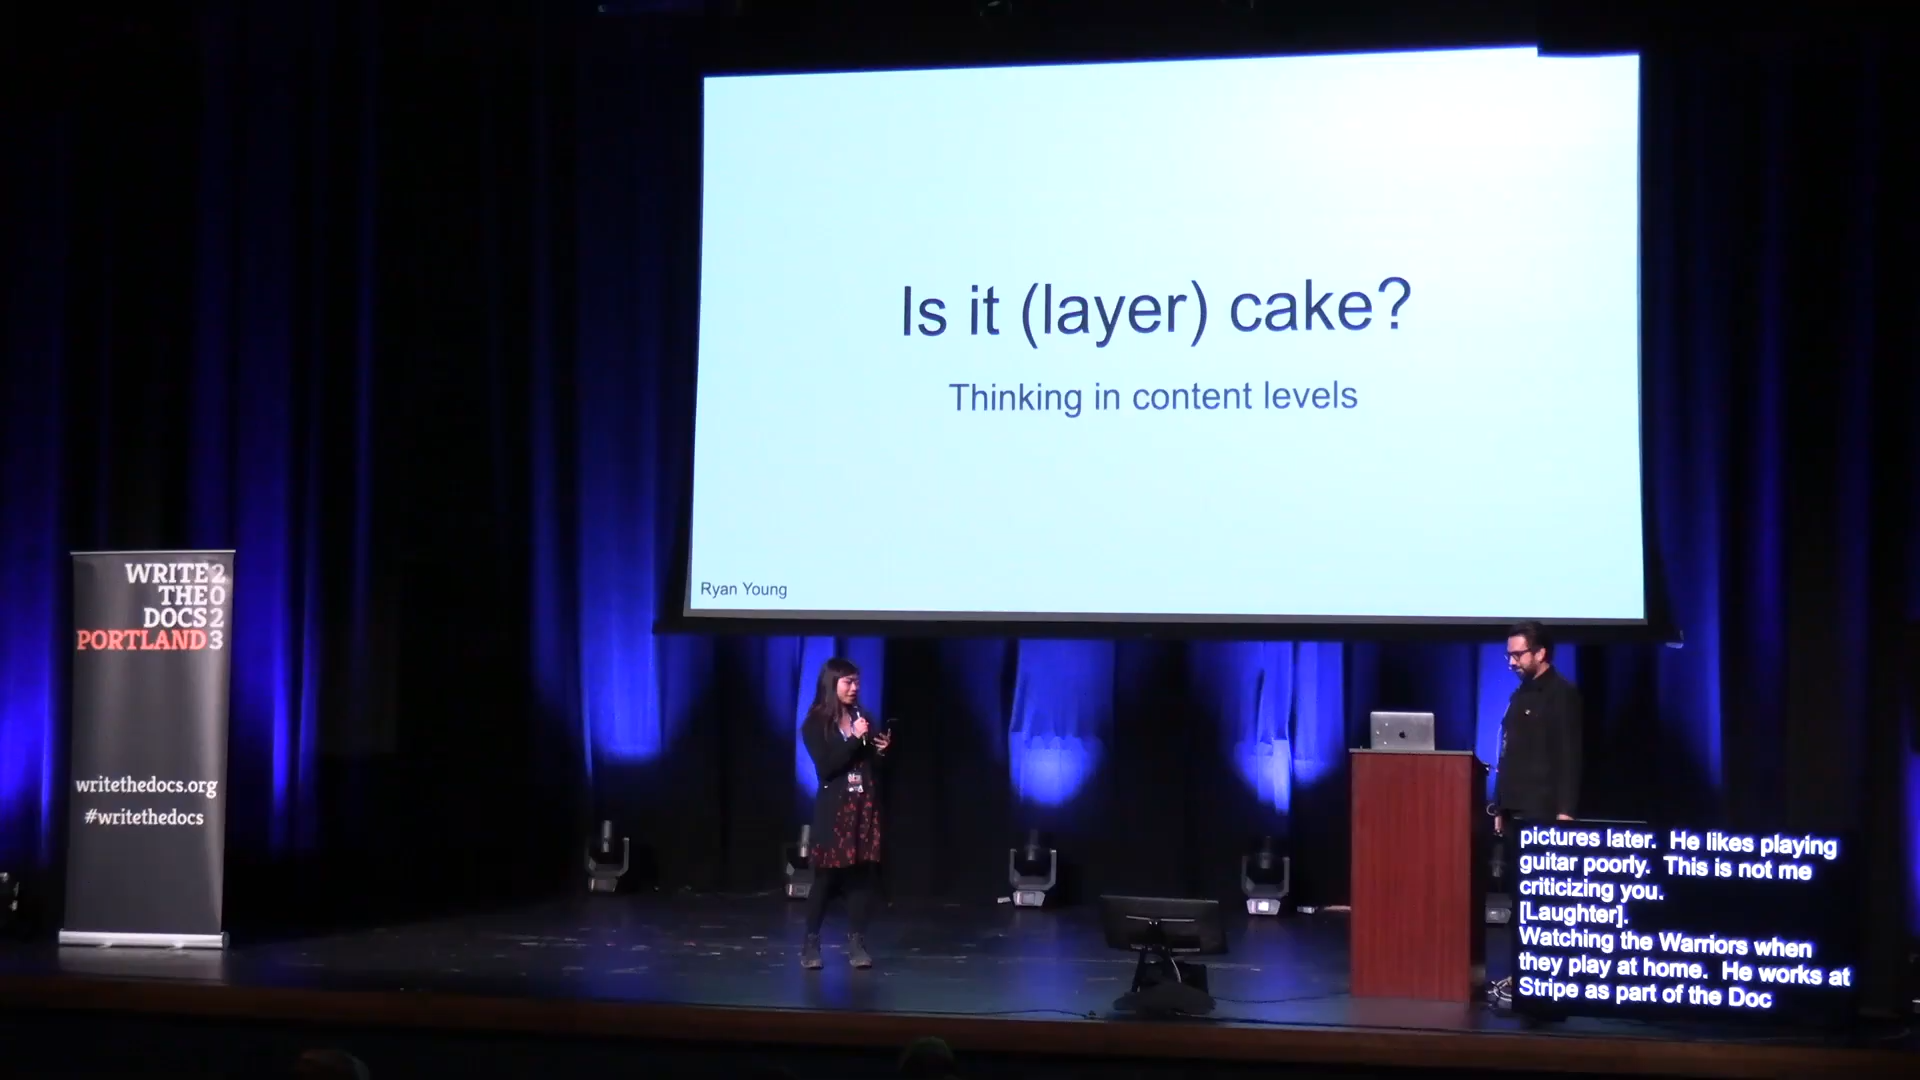 Is it (layer) cake?
Thinking in content levels
Ryan Young
WRITE 2
THE 0
DOCS 2
PORTLAND 3
writethedocs.org
#writethedocs
pictures later. He likes playing
guitar poorly. This is not me
criticizing you.
[Laughter].
Watching the Warriors when
they play at home. He works at
Stripe as part of the Doc